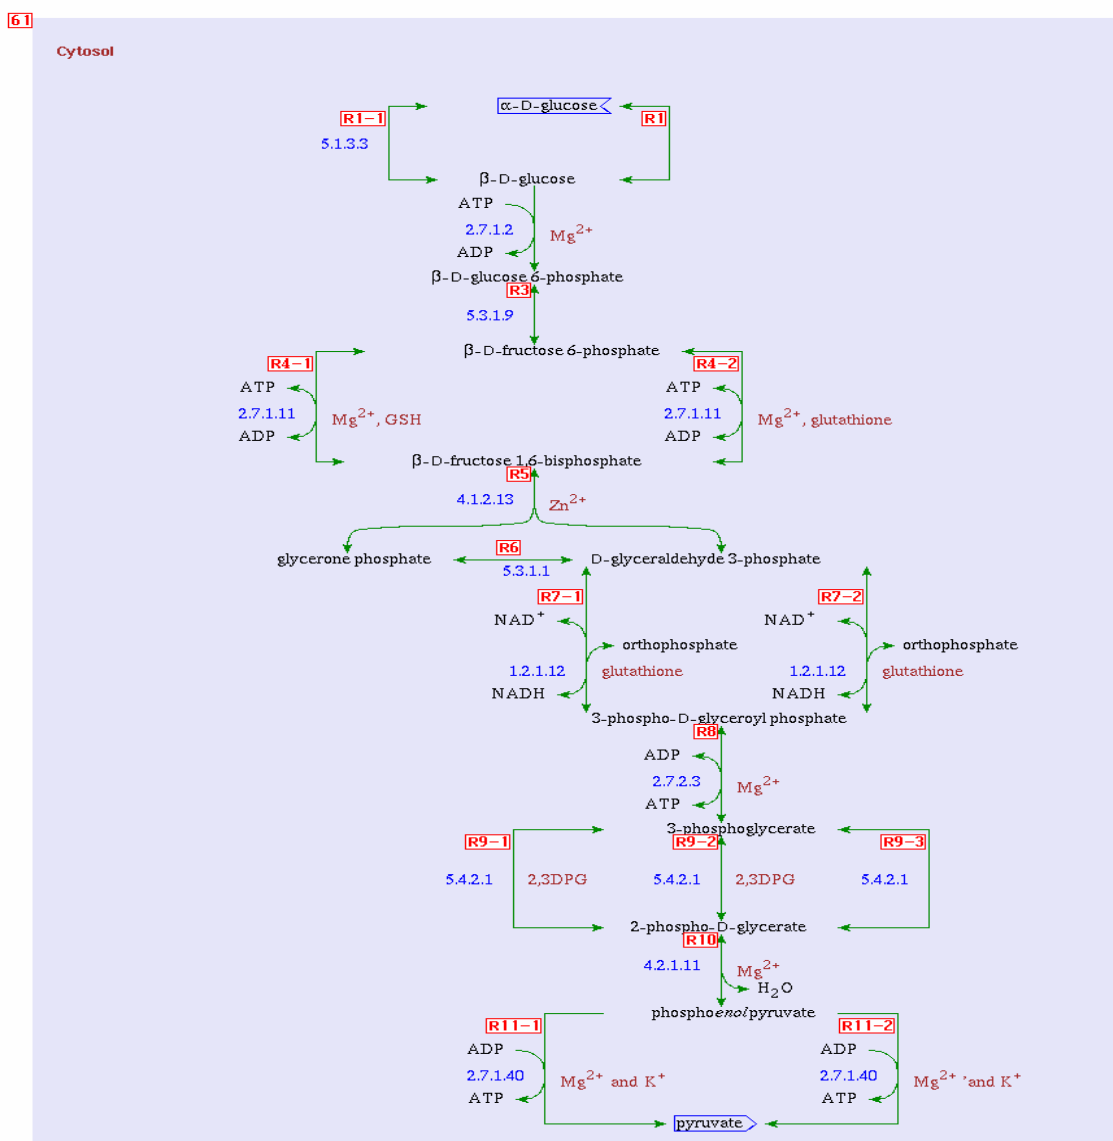 61
Cytosol
α-D-glucose
R1-1
R1
5.1.3.3
β-D-glucose
ATP
2.7.1.2
Mg2+
ADP
β-D-glucose 6-phosphate
R3
5.3.1.9
β-D-fructose 6-phosphate
R4-1
R4-2
ATP
ATP
2.7.1.11
Mg2+, GSH
2.7.1.11
Mg2+, glutathione
ADP
ADP
β-D-fructose 1,6-bisphosphate
R5
4.1.2.13
Zn2+
R6
glycerone phosphate
D-glyceraldehyde 3-phosphate
5.3.1.1
R7-1
R7-2
NAD+
NAD+
orthophosphate
orthophosphate
1.2.1.12
glutathione
1.2.1.12
glutathione
NADH
NADH
3-phospho-D-glyceroyl phosphate
R8
ADP
2.7.2.3
Mg2+
ATP
3-phosphoglycerate
R9-1
R9-2
R9-3
5.4.2.1
2,3DPG
5.4.2.1
2,3DPG
5.4.2.1
2-phospho-D-glycerate
R10
4.2.1.11
Mg2+
H2O
phosphoenolpyruvate
R11-1
R11-2
ADP
ADP
2.7.1.40
Mg2+ and K+
2.7.1.40
Mg2+ 'and K+
ATP
ATP
pyruvate